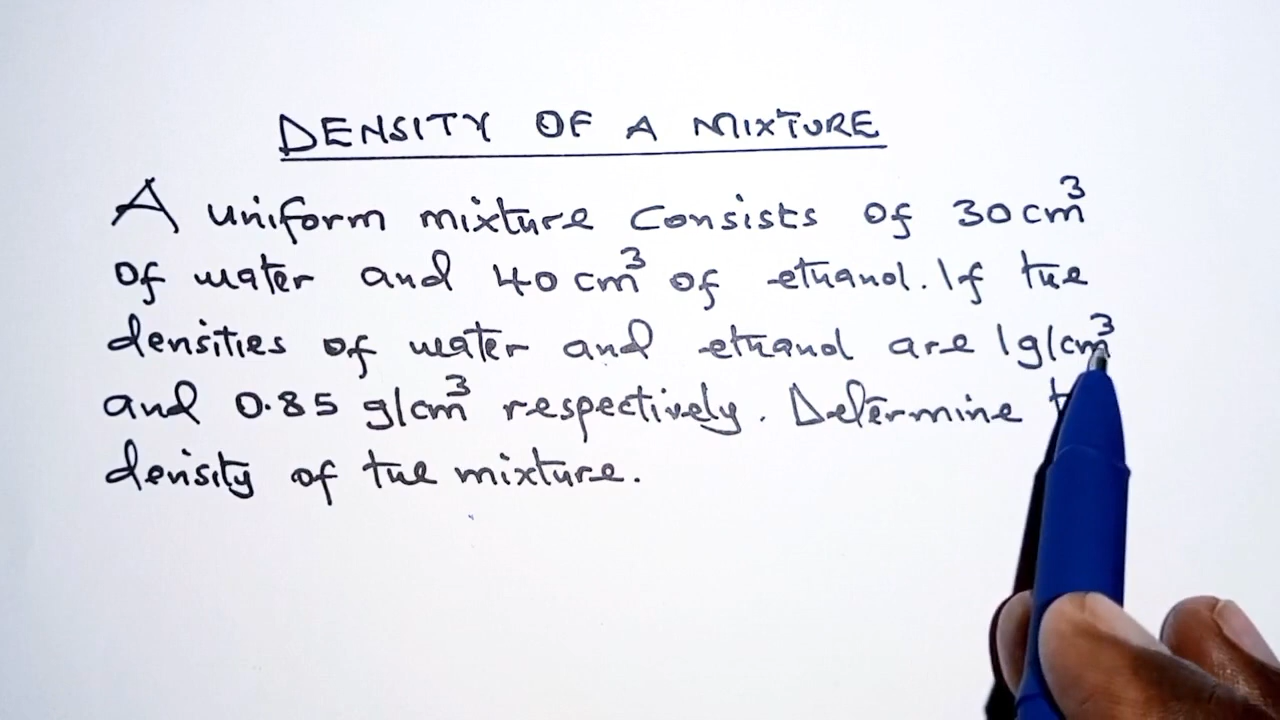 DENSITY OF A MIXTURE
A uniform mixture consists of 30cm³
of water and 40cm³ of ethanol. If the
densities of water and ethanol are 1g/cm³
and 0.85 g/cm³ respectively. Determine
density of the mixture.